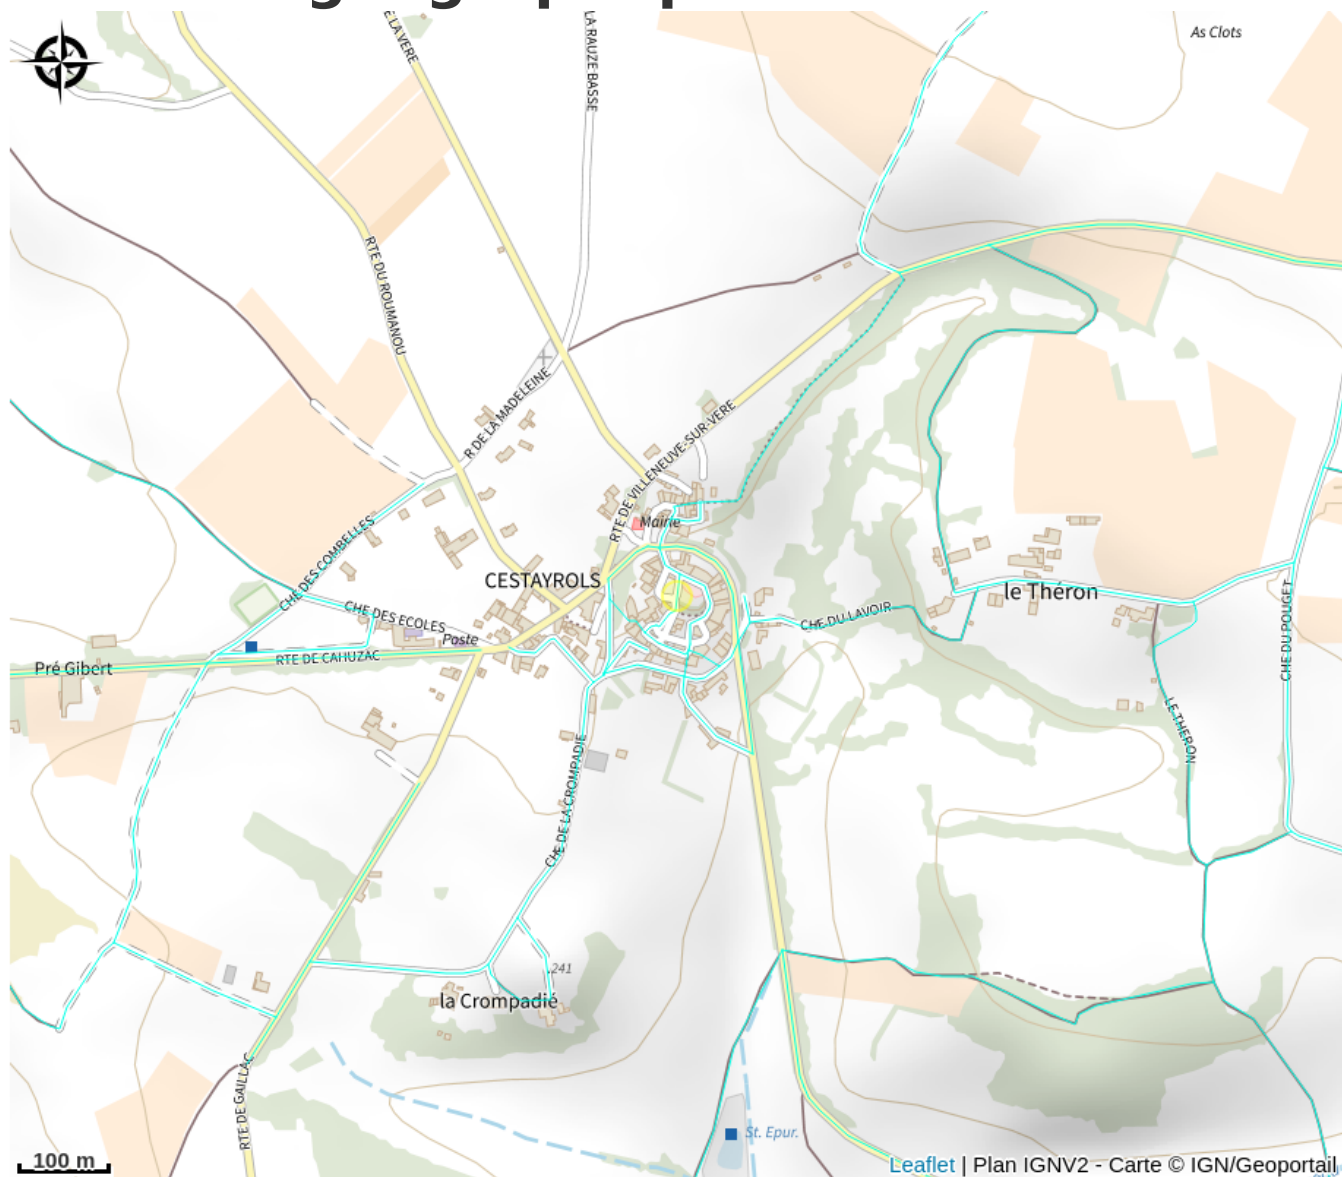 As Clots
E LA VERE
LA RAUZE BASSE
RTE DU ROUMANOU
R DE LA MADELEINE
RTE DE VILLENEUVE-SUR-VERE
Mairie
CHE DES COMBELLES
CESTAYROLS
le Théron
CHE DES ECOLES
CHE DU LAVOIR
Poste
RTE DE CAHUZAC
Pré Gibert
CHE DU POUGET
LE THERON
CHE DE LA CROMPADIE
241
la Crompadié
RTE DE GAILLAC
St. Epur.
100 m
Leaflet | Plan IGNV2 - Carte © IGN/Geoportail